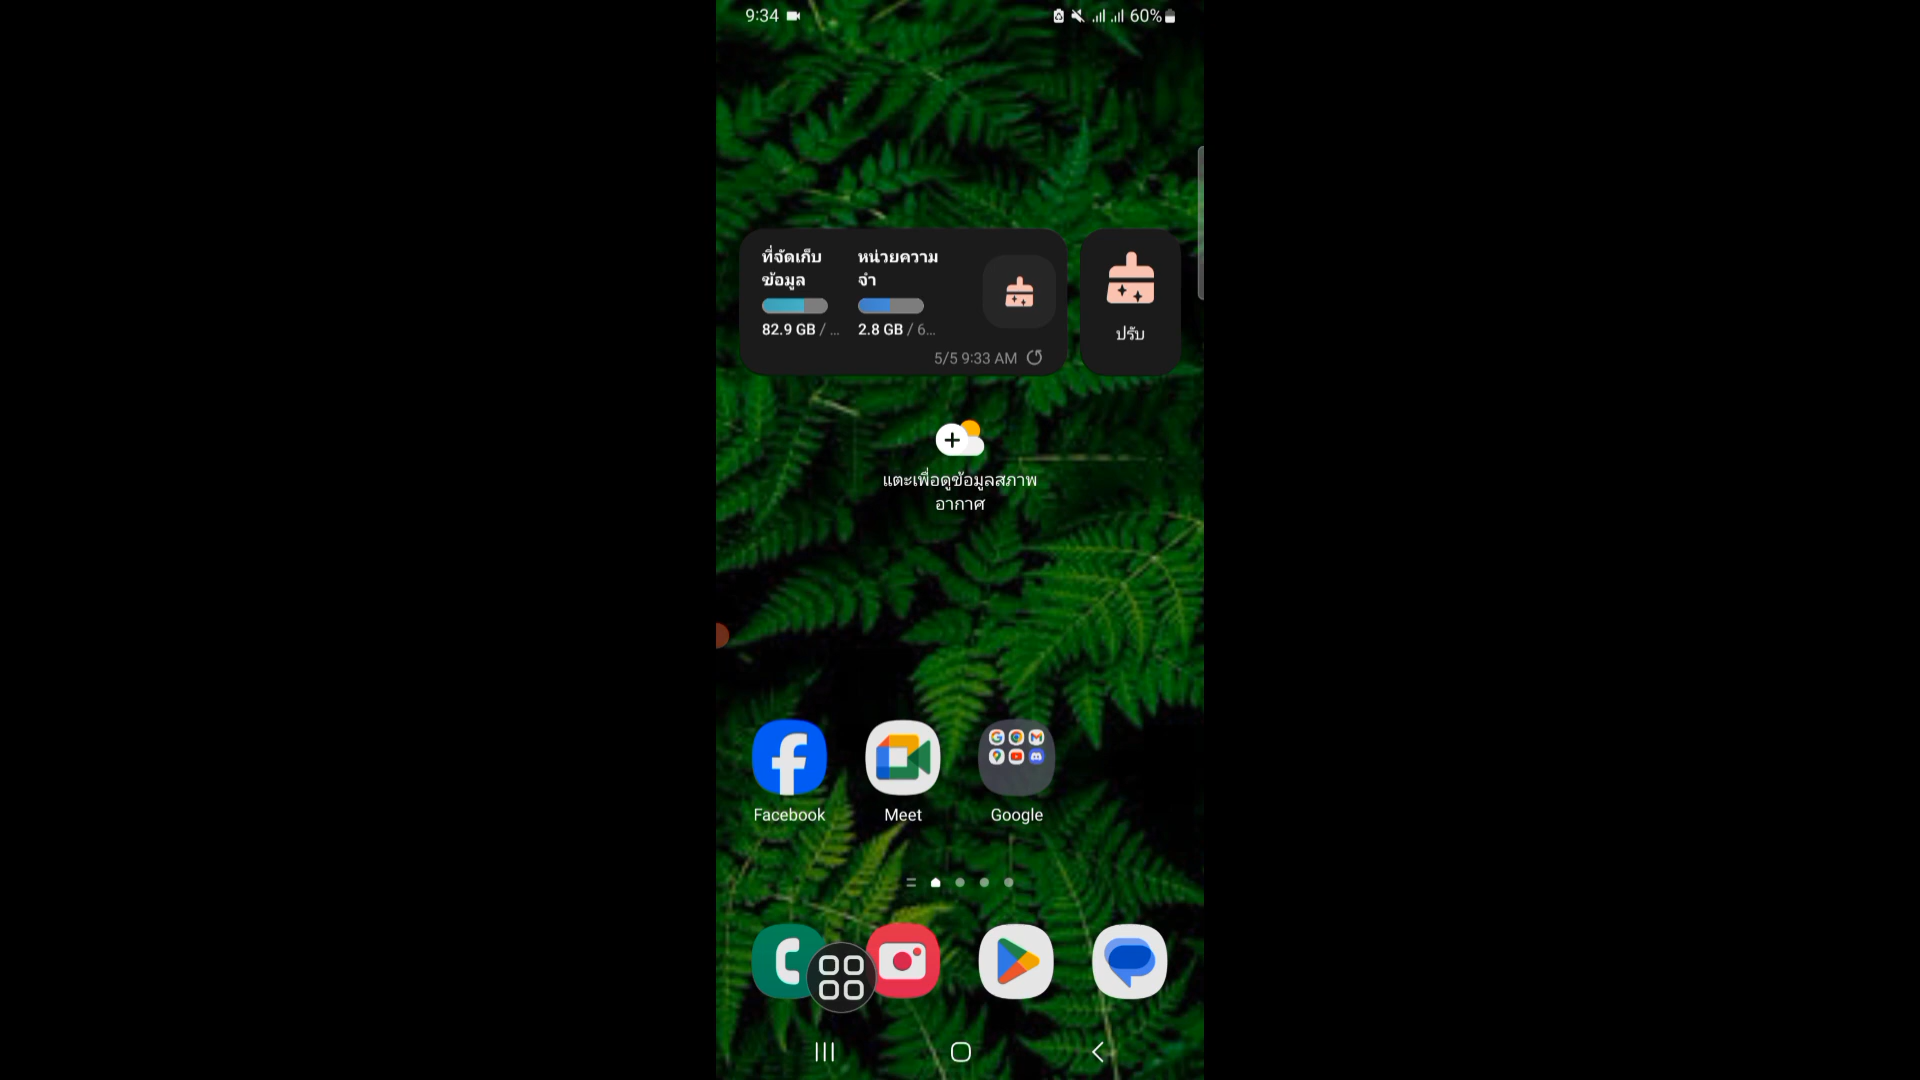 9:34
60%
ที่จัดเก็บ
ข้อมูล
82.9 GB / ...
หน่วยความ
จำ
2.8 GB / 6...
5/5 9:33 AM
ปรับ
แตะเพื่อดูข้อมูลสภาพ
อากาศ
Facebook
Meet
Google